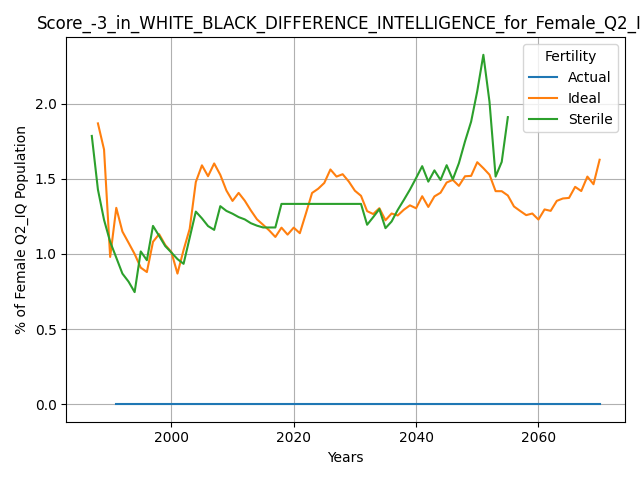 Score_-3_in_WHITE_BLACK_DIFFERENCE_INTELLIGENCE_for_Female_Q2_I
Fertility
Actual
Ideal
Sterile
% of Female Q2_IQ Population
2.0
1.5
1.0
0.5
0.0
2000 2020 2040 2060
Years